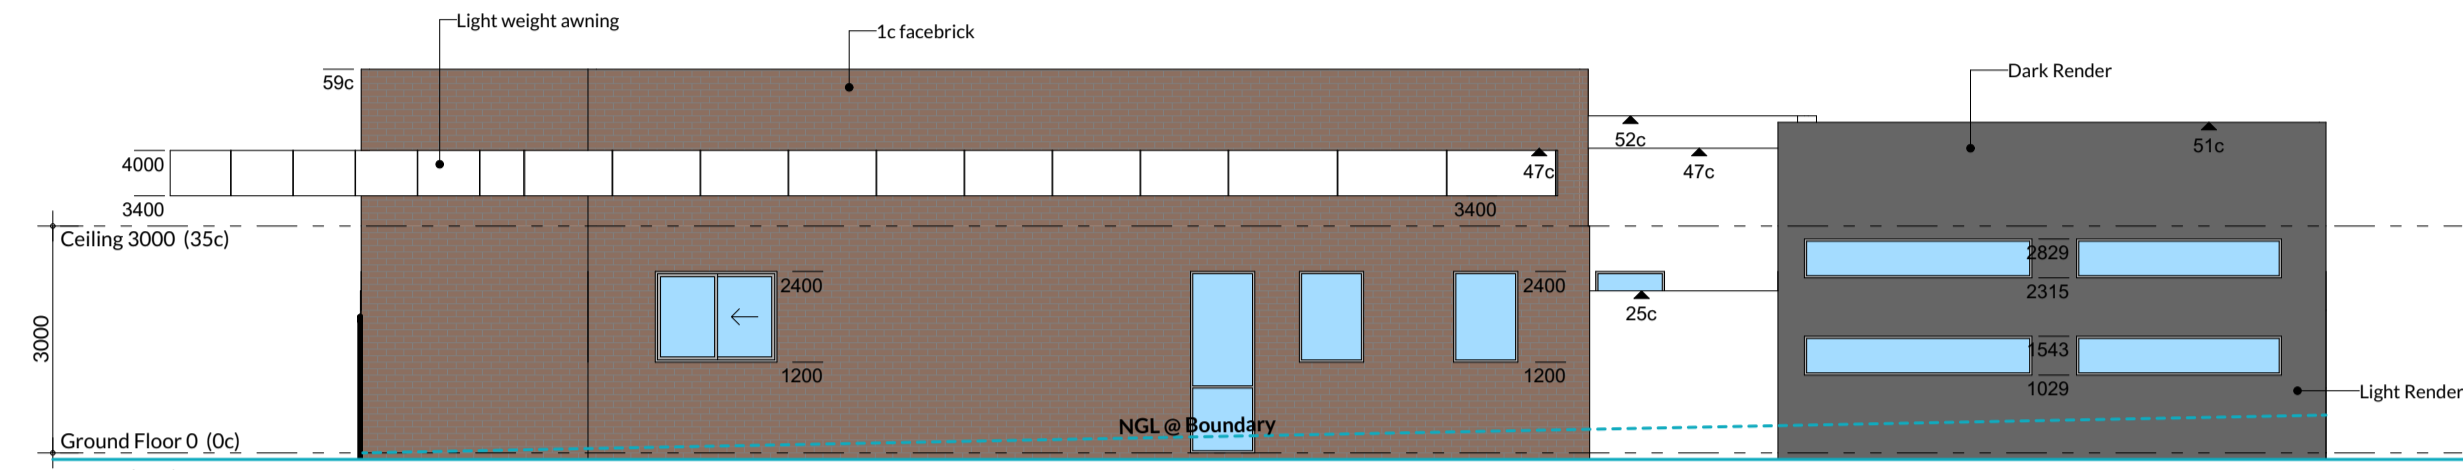 Light weight awning
1c facebrick
Dark Render
59c
52c
51c
4000
47c
47c
3400
3400
Ceiling 3000 (35c)
2829
2400
2400
2315
25c
3000
1543
1200
1200
1029
Light Render
NGL @ Boundary
Ground Floor 0 (0c)